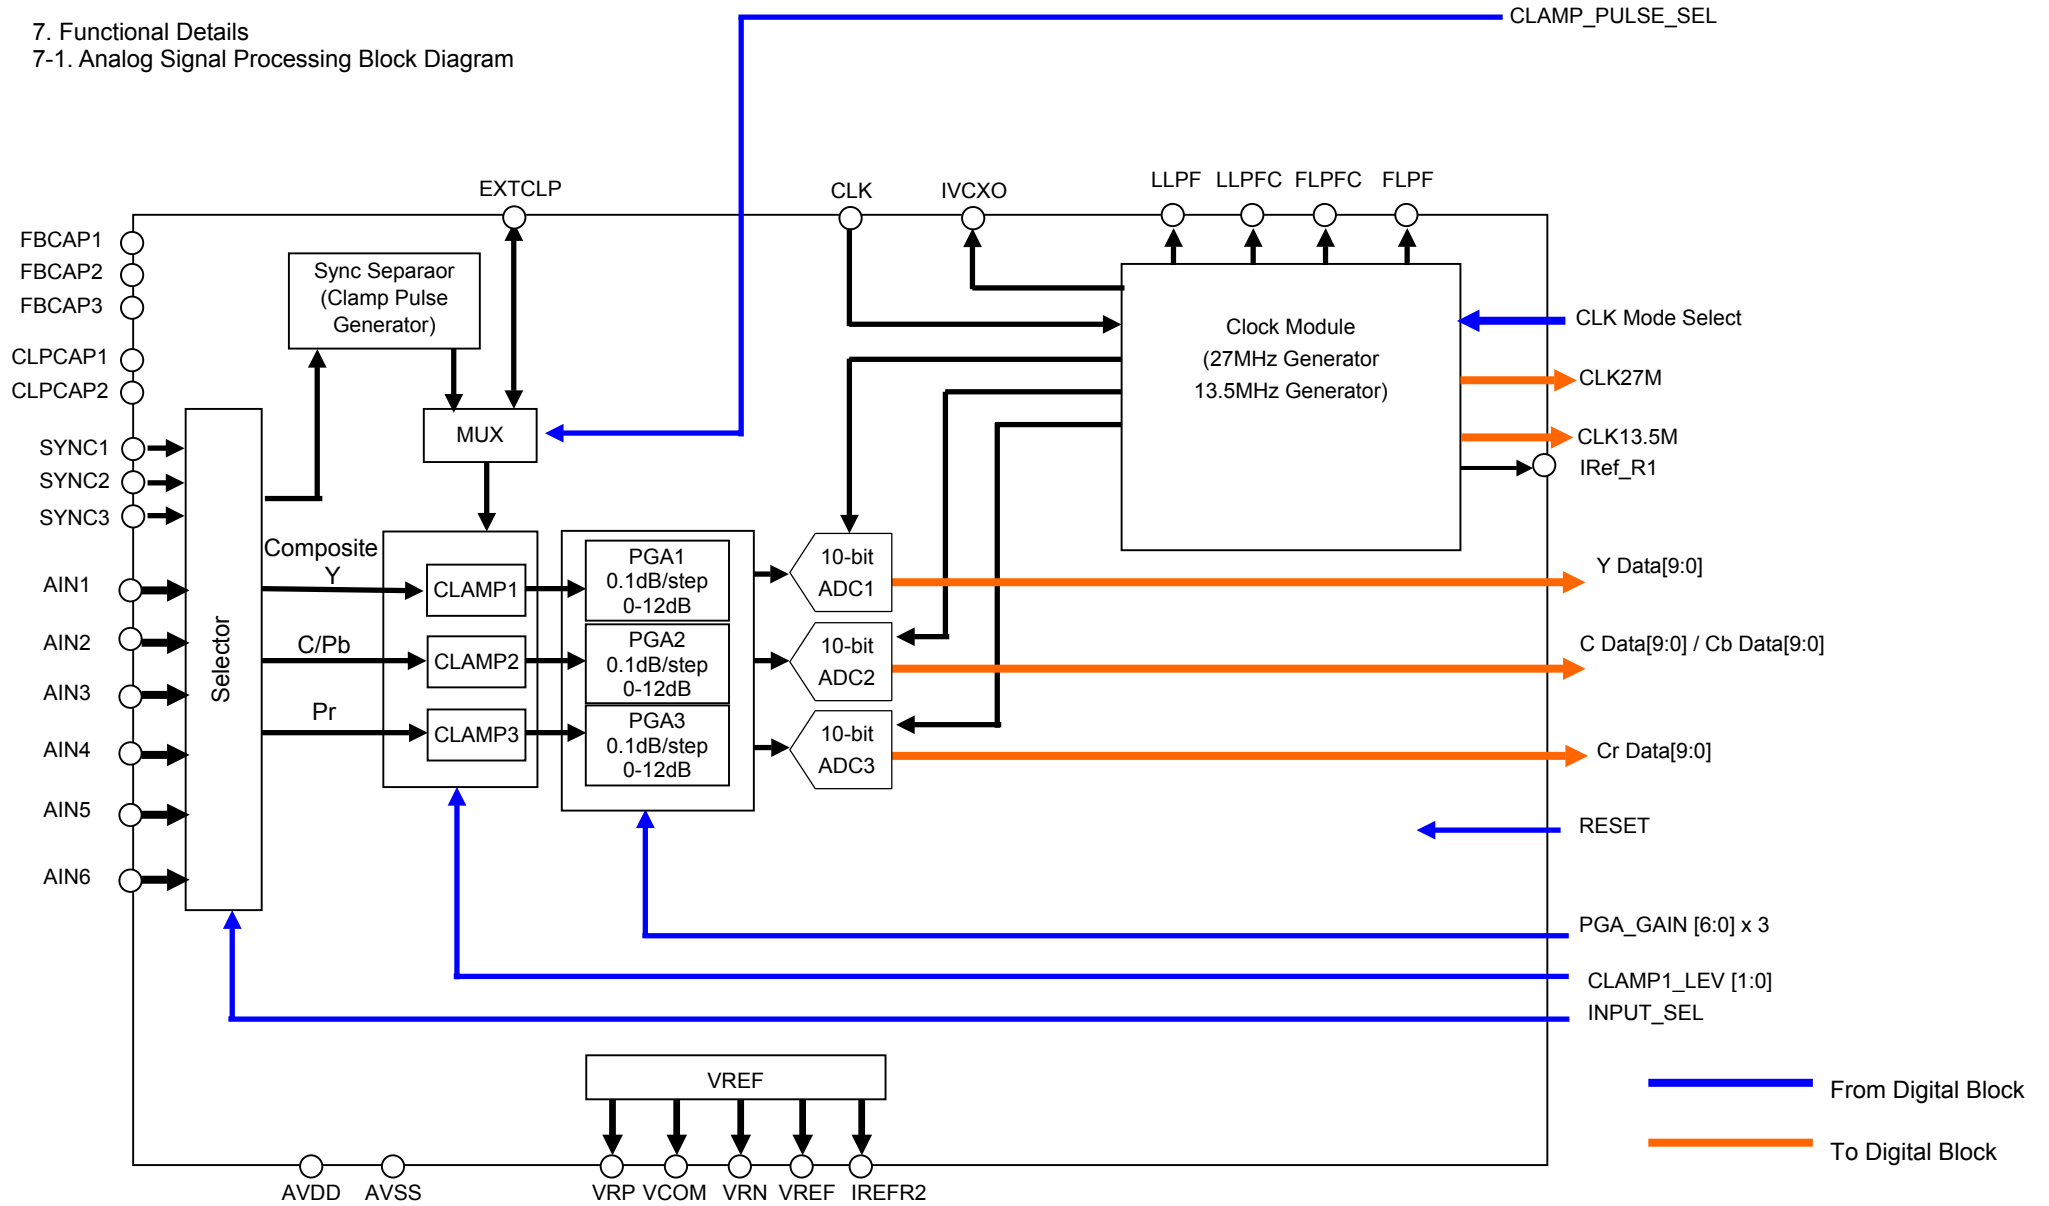 7. Functional Details
7-1. Analog Signal Processing Block Diagram
CLAMP_PULSE_SEL
EXTCLP
CLK
IVCXO
LLPF
LLPFC
FLPFC
FLPF
FBCAP1
FBCAP2
FBCAP3
CLPCAP1
CLPCAP2
SYNC1
SYNC2
SYNC3
AIN1
AIN2
AIN3
AIN4
AIN5
AIN6
Selector
Sync Separaor
(Clamp Pulse
Generator)
MUX
Composite
Y
C/Pb
Pr
CLAMP1
CLAMP2
CLAMP3
PGA1
0.1dB/step
0-12dB
PGA2
0.1dB/step
0-12dB
PGA3
0.1dB/step
0-12dB
10-bit
ADC1
10-bit
ADC2
10-bit
ADC3
Clock Module
(27MHz Generator
13.5MHz Generator)
CLK Mode Select
CLK27M
CLK13.5M
IRef_R1
Y Data[9:0]
C Data[9:0] / Cb Data[9:0]
Cr Data[9:0]
RESET
PGA_GAIN [6:0] x 3
CLAMP1_LEV [1:0]
INPUT_SEL
VREF
AVDD
AVSS
VRP
VCOM
VRN
VREF
IREFR2
From Digital Block
To Digital Block